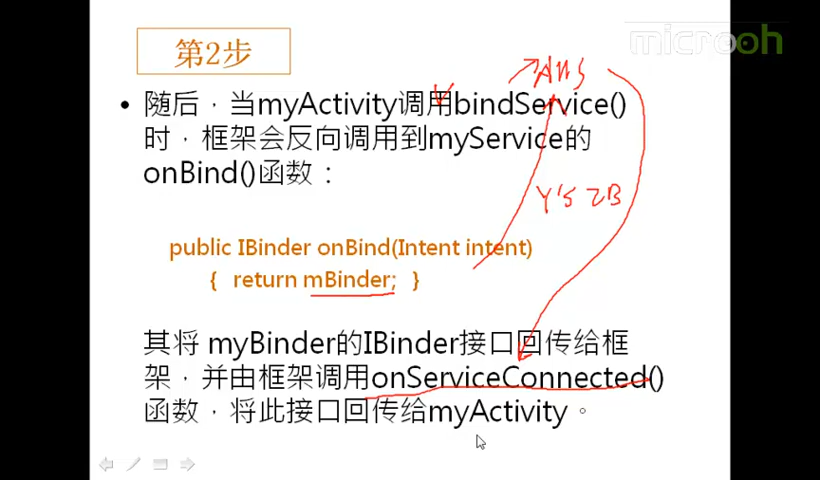 microoh
第2步
AMS
• 随后，当myActivity调用bindService()
时，框架会反向调用到myService的
onBind()函数：
Y's IB
public IBinder onBind(Intent intent)
{ return mBinder; }
其将 myBinder的IBinder接口回传给框
架，并由框架调用onServiceConnected()
函数，将此接口回传给myActivity。